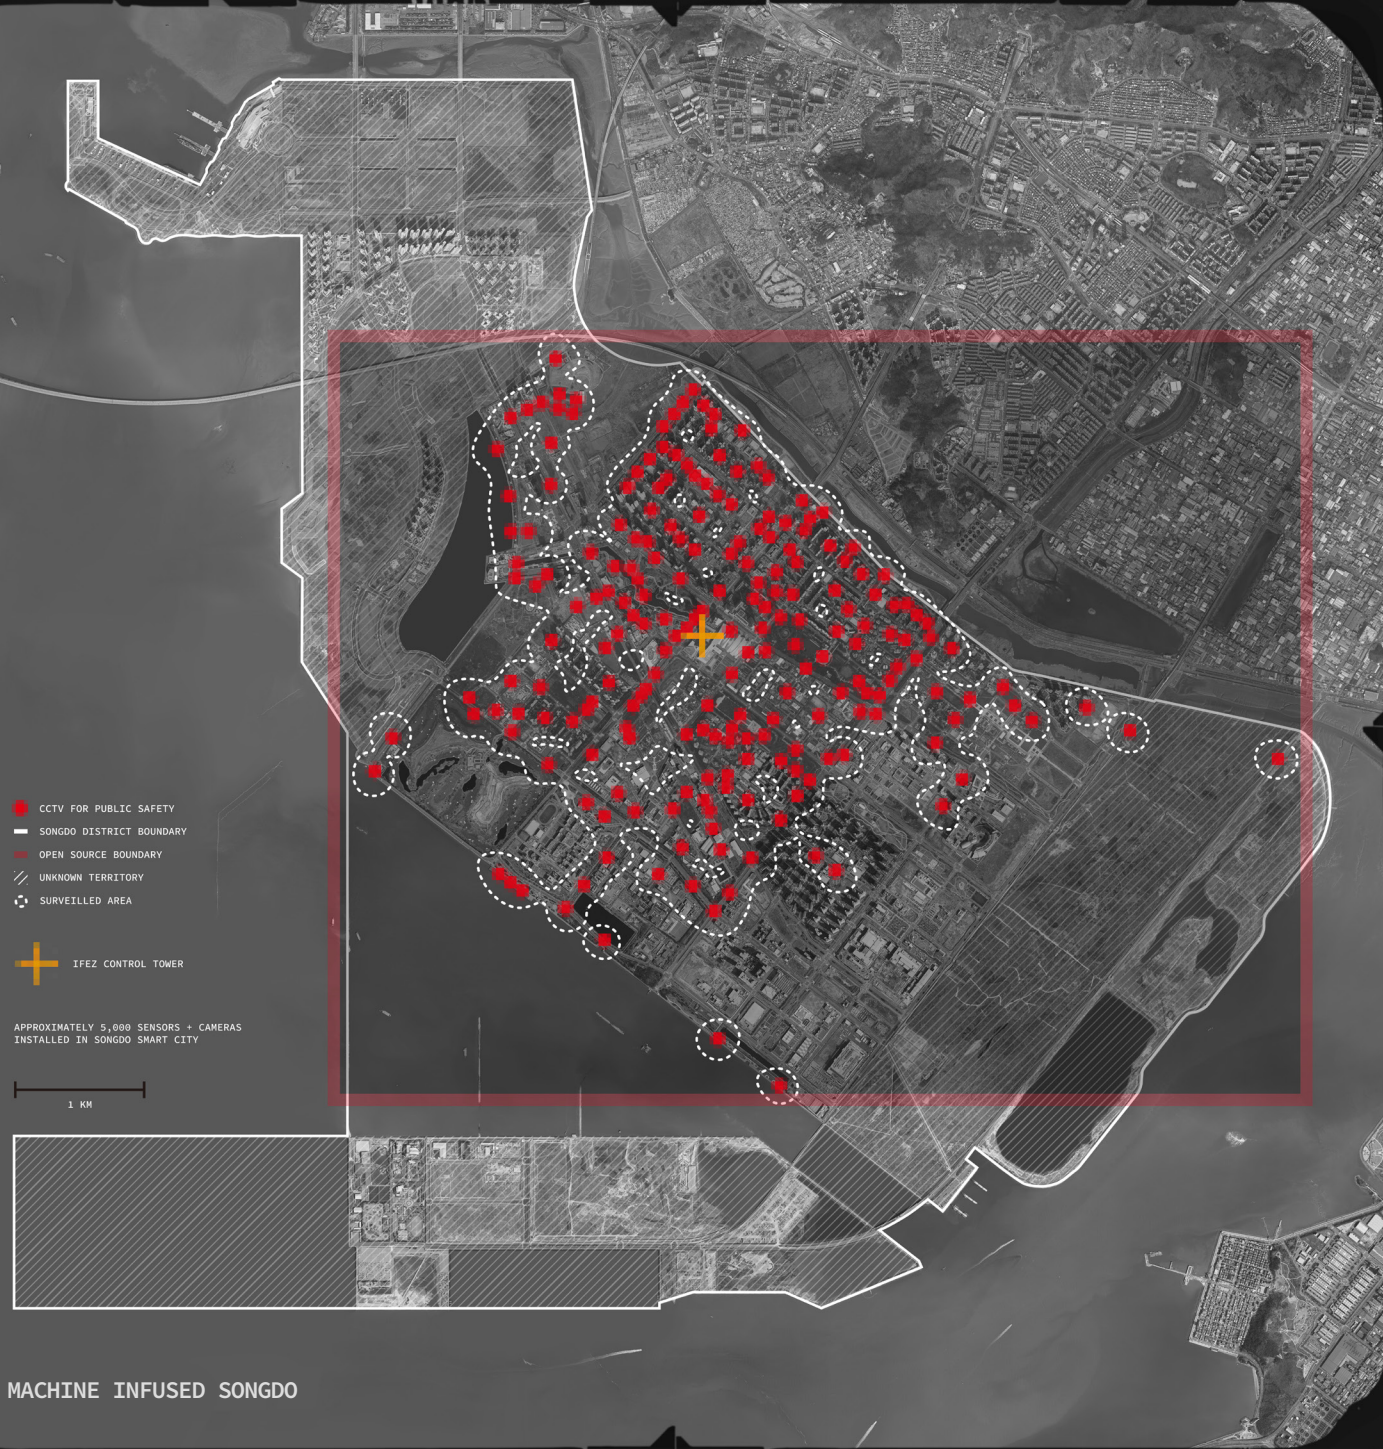 CCTV FOR PUBLIC SAFETY
SONGDO DISTRICT BOUNDARY
OPEN SOURCE BOUNDARY
UNKNOWN TERRITORY
SURVEILLED AREA
IFEZ CONTROL TOWER
APPROXIMATELY 5,000 SENSORS + CAMERAS
INSTALLED IN SONGDO SMART CITY
1 KM
MACHINE INFUSED SONGDO